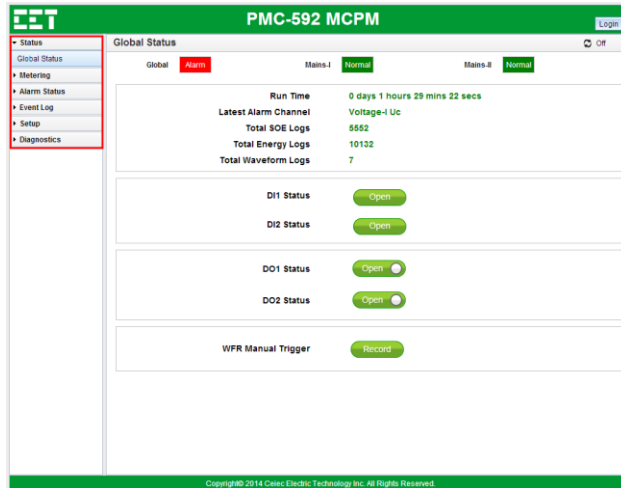 CET
PMC-592 MCPM
Login
Status
Global Status
Metering
Alarm Status
Event Log
Setup
Diagnostics
Global Status
Off
Global Alarm Mains-I Normal Mains-II Normal
Run Time 0 days 1 hours 29 mins 22 secs
Latest Alarm Channel Voltage-I Uc
Total SOE Logs 5552
Total Energy Logs 10132
Total Waveform Logs 7
DI1 Status Open
DI2 Status Open
DO1 Status Open
DO2 Status Open
WFR Manual Trigger Record
Copyright© 2014 Ceiec Electric Technology Inc. All Rights Reserved.